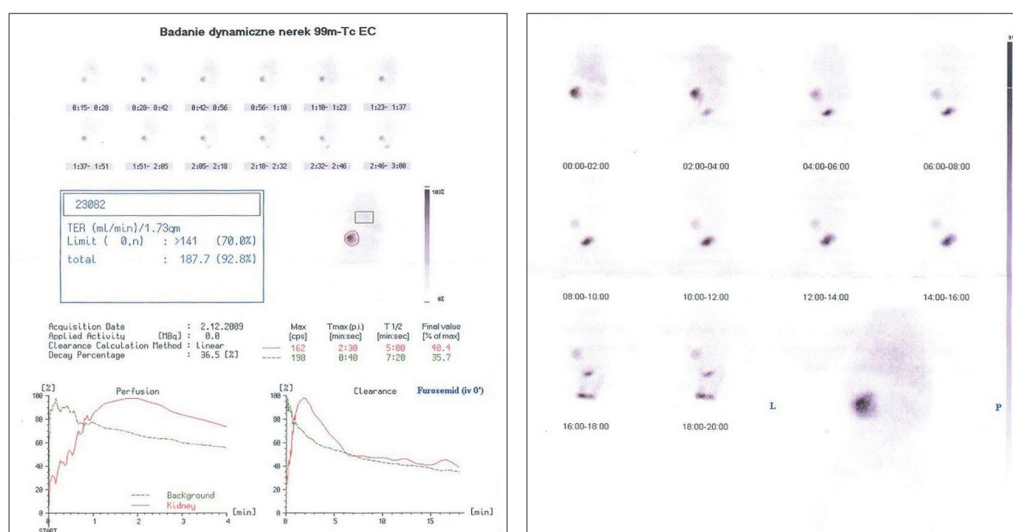 Badanie dynamiczne nerek 99m-Tc EC
0:15- 0:28 0:28- 0:42 0:42- 0:56 0:56- 1:10 1:10- 1:23 1:23- 1:37
1:37- 1:51 1:51- 2:05 2:05- 2:18 2:18- 2:32 2:32- 2:46 2:46- 3:00
23082
TER (ml/min)/1.73qm
Limit ( 0,n) : >141 (70.0%)
total : 187.7 (92.8%)
100%
0%
Acquisition Date : 2.12.2009
Applied Activity [MBq] : 0.0
Clearance Calculation Method : linear
Decay Percentage : 36.5 [%]
Max Tmax(p.i.) T 1/2 Final value
[cps] [min:sec] [min:sec] [% of max]
162 2:30 5:00 40.4
198 0:40 7:20 35.7
[%] Perfusion
100
80
60
40
20
0
Background
Kidney
0 1 2 3 4 [min]
START
[%] Clearance Furosemid (iv 0')
100
80
60
40
20
0
0 5 10 15 [min]
00:00-02:00 02:00-04:00 04:00-06:00 06:00-08:00
08:00-10:00 10:00-12:00 12:00-14:00 14:00-16:00
16:00-18:00 18:00-20:00
L P